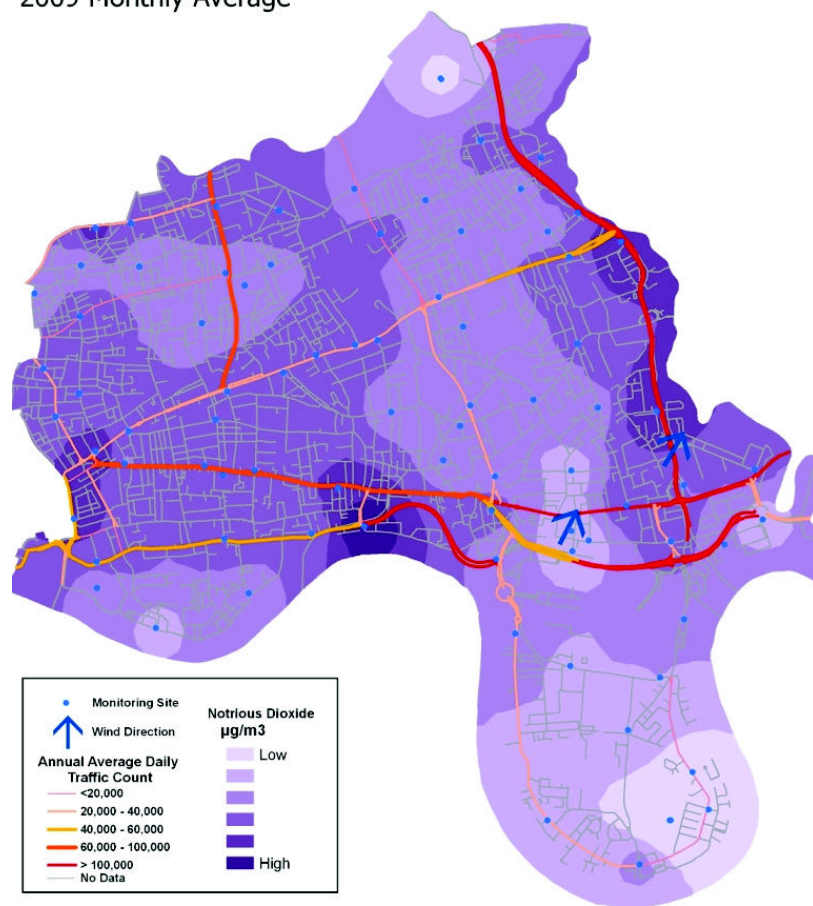 2009 Monthly Average
Monitoring Site
Wind Direction
Annual Average Daily
Traffic Count
<20,000
20,000 - 40,000
40,000 - 60,000
60,000 - 100,000
> 100,000
No Data
Notrious Dioxide
µg/m3
Low
High